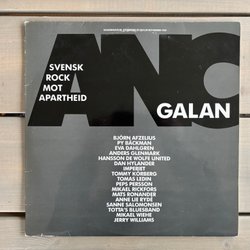 ANC
SVENSK
ROCK
MOT
APARTHEID
GALAN
BJÖRN AFZELIUS
PY BÄCKMAN
EVA DAHLGREN
ANDERS GLENMARK
HANSSON DE WOLFE UNITED
DAN HYLANDER
IMPERIET
TOMMY KÖRBERG
TOMAS LEDIN
PEPS PERSSON
MIKAEL RICKFORS
MATS RONANDER
ANNE LIE RYDÉ
SANNE SALOMONSEN
TOTTA'S BLUESBAND
MIKAEL WIEHE
JERRY WILLIAMS